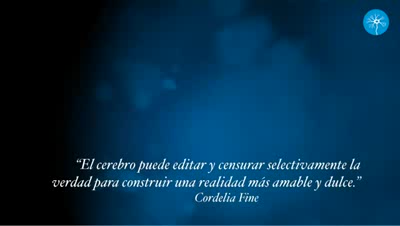 “El cerebro puede editar y censurar selectivamente la
verdad para construir una realidad más amable y dulce.”
Cordelia Fine